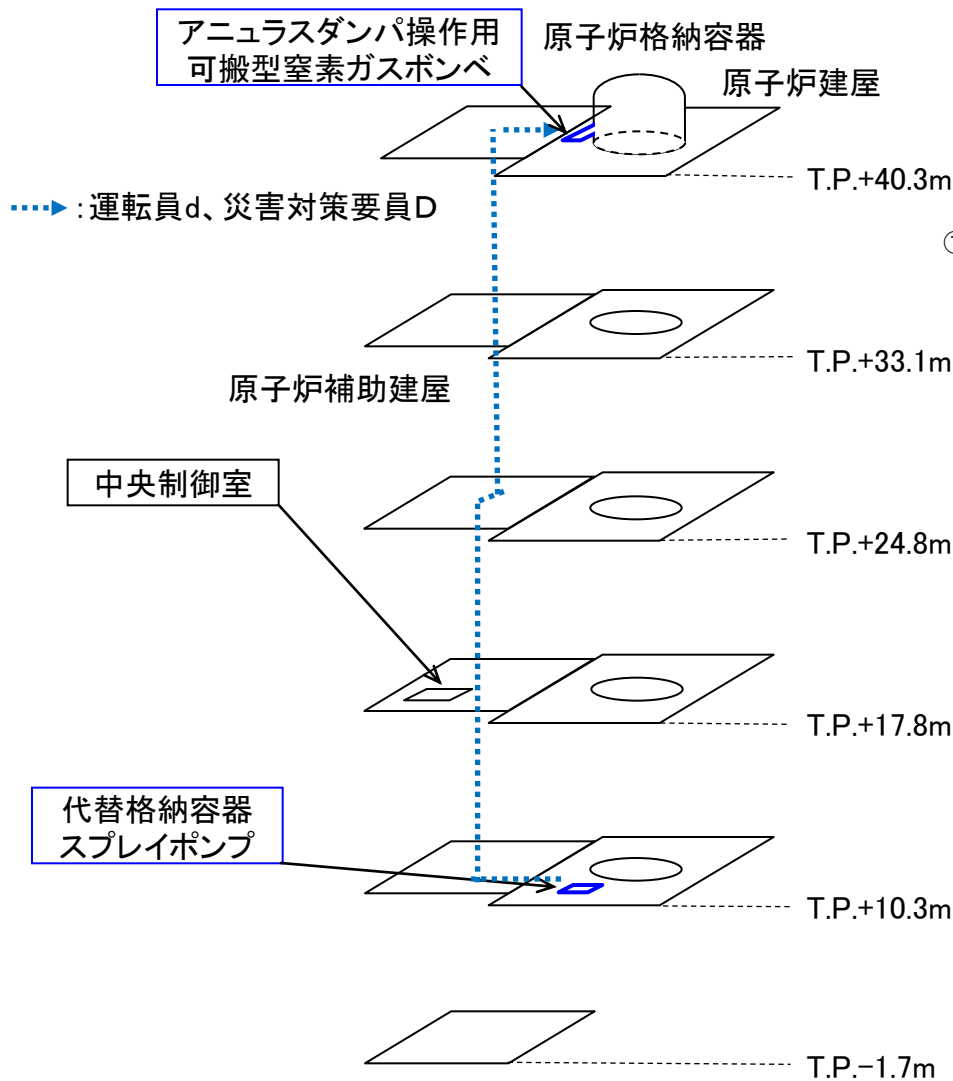 アニュラスダンパ操作用
可搬型窒素ガスボンベ
原子炉格納容器
原子炉建屋
T.P.+40.3m
:運転員d、災害対策要員D
T.P.+33.1m
原子炉補助建屋
中央制御室
T.P.+24.8m
T.P.+17.8m
代替格納容器
スプレイポンプ
T.P.+10.3m
T.P.-1.7m